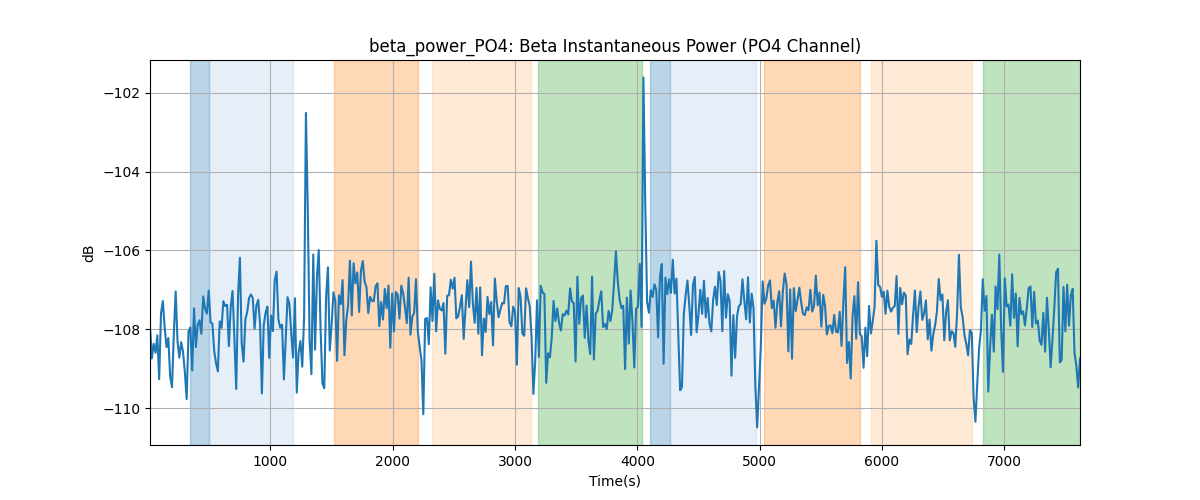 beta_power_PO4: Beta Instantaneous Power (PO4 Channel)
−102
−104
−106
−108
−110
dB
1000 2000 3000 4000 5000 6000 7000
Time(s)